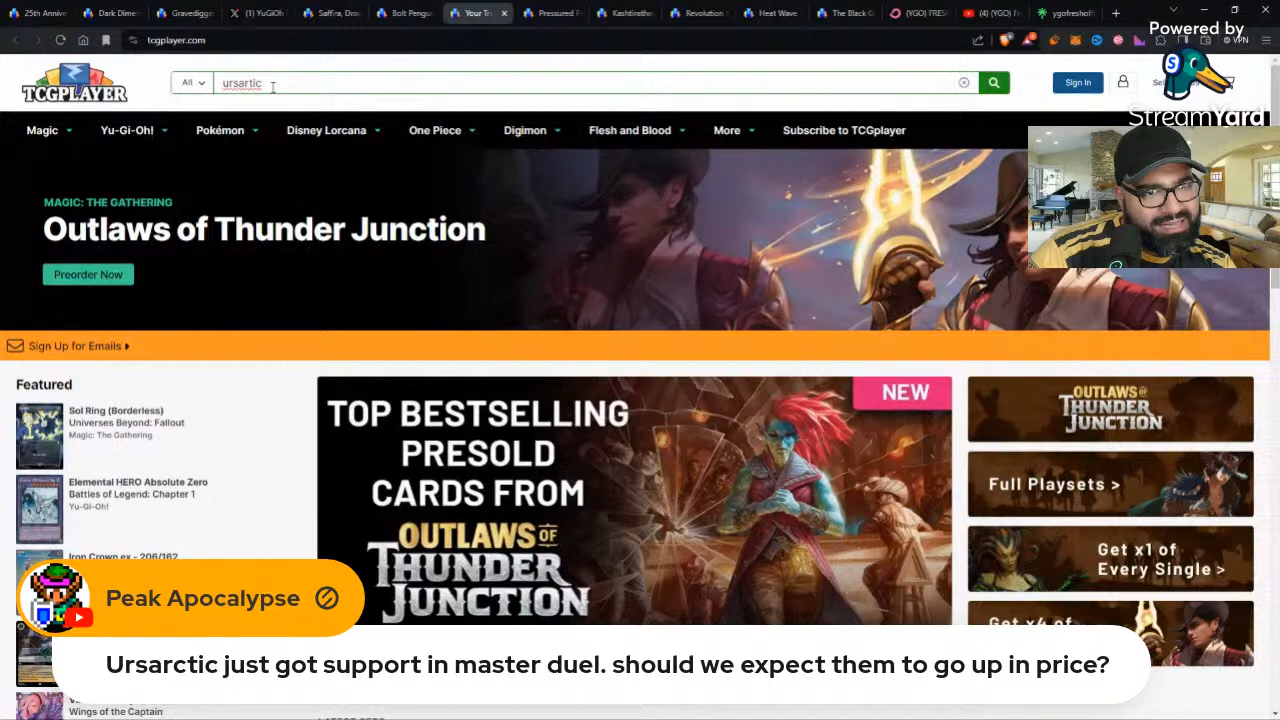 25th Annive
Dark Dime
Gravedigge
(1) YuGiOh
Saffira, Drac
Bolt Pengu
Your Tr
Pressured P
Kashtirathe
Revolution
Heat Wave
The Black G
(YGO) FRES
(4) (YGO) Fr
ygofreshoff
tcgplayer.com
VPN
Powered by
StreamYard
TCGPLAYER
All
ursartic
Sign In
Magic
Yu-Gi-Oh!
Pokémon
Disney Lorcana
One Piece
Digimon
Flesh and Blood
More
Subscribe to TCGplayer
MAGIC: THE GATHERING
Outlaws of Thunder Junction
Preorder Now
Sign Up for Emails
Featured
Sol Ring (Borderless)
Universes Beyond: Fallout
Magic: The Gathering
Elemental HERO Absolute Zero
Battles of Legend: Chapter 1
Yu-Gi-Oh!
Iron Crown ex - 206/162
NEW
TOP BESTSELLING
PRESOLD
CARDS FROM
OUTLAWS OF
THUNDER
JUNCTION
OUTLAWS OF
THUNDER
JUNCTION
Full Playsets >
Get x1 of
Every Single >
Get x4 of
Peak Apocalypse
Ursarctic just got support in master duel. should we expect them to go up in price?
Wings of the Captain